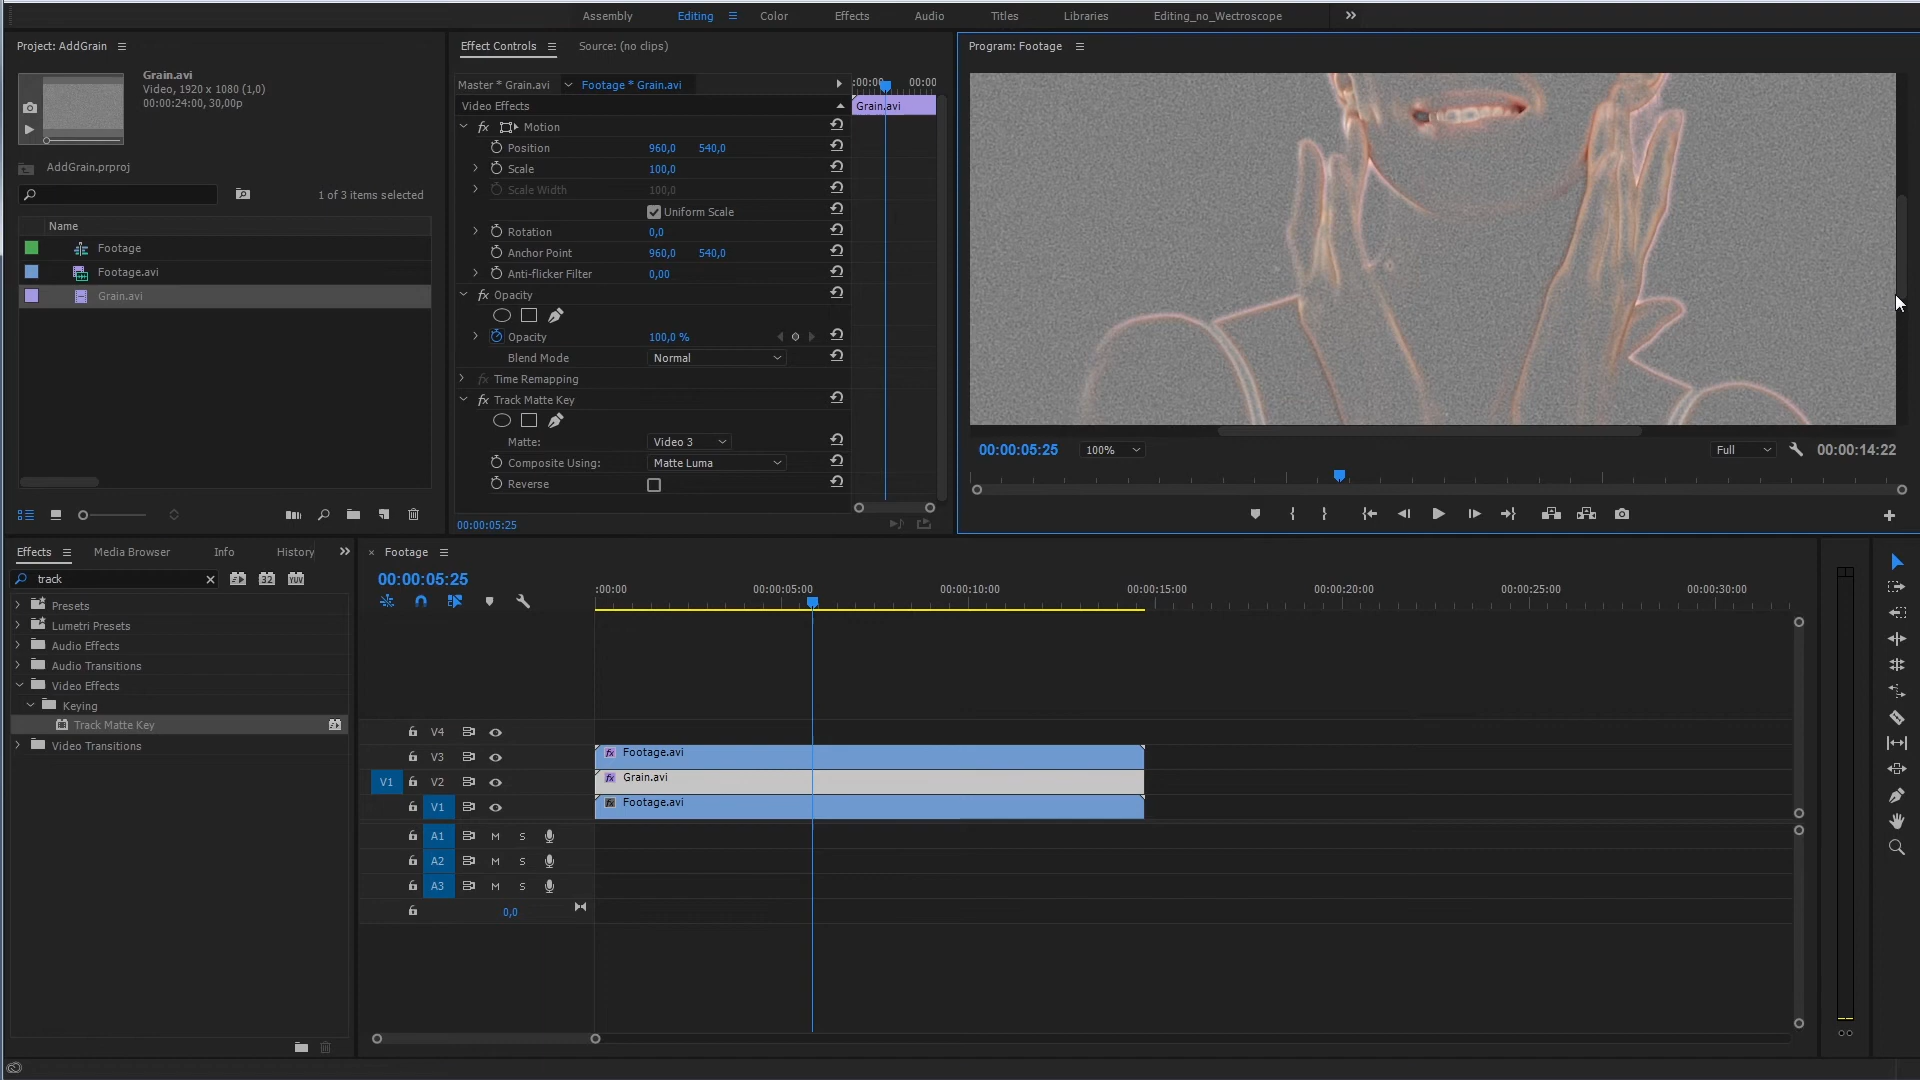 Assembly Editing Color Effects Audio Titles Libraries Editing_no_Wectroscope
Project: AddGrain
Grain.avi
Video, 1920 x 1080 (1,0)
00:00:24:00, 30,00p
AddGrain.prproj
1 of 3 items selected
Name
Footage
Footage.avi
Grain.avi
Effect Controls Source: (no clips)
Master * Grain.avi Footage * Grain.avi :00:00 00:00
Video Effects Grain.avi
fx Motion
Position 960,0 540,0
Scale 100,0
Scale Width 100,0
Uniform Scale
Rotation 0,0
Anchor Point 960,0 540,0
Anti-flicker Filter 0,00
fx Opacity
Opacity 100,0 %
Blend Mode Normal
fx Time Remapping
fx Track Matte Key
Matte: Video 3
Composite Using: Matte Luma
Reverse
00:00:05:25
Program: Footage
00:00:05:25 100% Full 00:00:14:22
Effects Media Browser Info History
track 32 YUV
Presets
Lumetri Presets
Audio Effects
Audio Transitions
Video Effects
Keying
Track Matte Key
Video Transitions
× Footage
00:00:05:25
:00:00 00:00:05:00 00:00:10:00 00:00:15:00 00:00:20:00 00:00:25:00 00:00:30:00
V4
V3 fx Footage.avi
V1 V2 fx Grain.avi
V1 fx Footage.avi
A1 M S
A2 M S
A3 M S
0,0